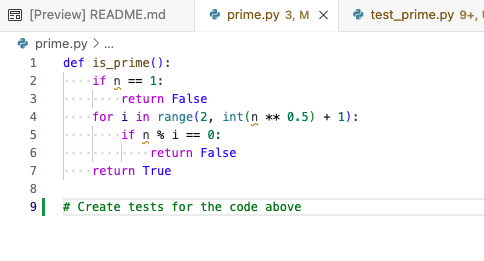 [Preview] README.md prime.py 3, M test_prime.py 9+,
prime.py > ...
1 def is_prime():
2 if n == 1:
3 return False
4 for i in range(2, int(n ** 0.5) + 1):
5 if n % i == 0:
6 return False
7 return True
8
9 # Create tests for the code above